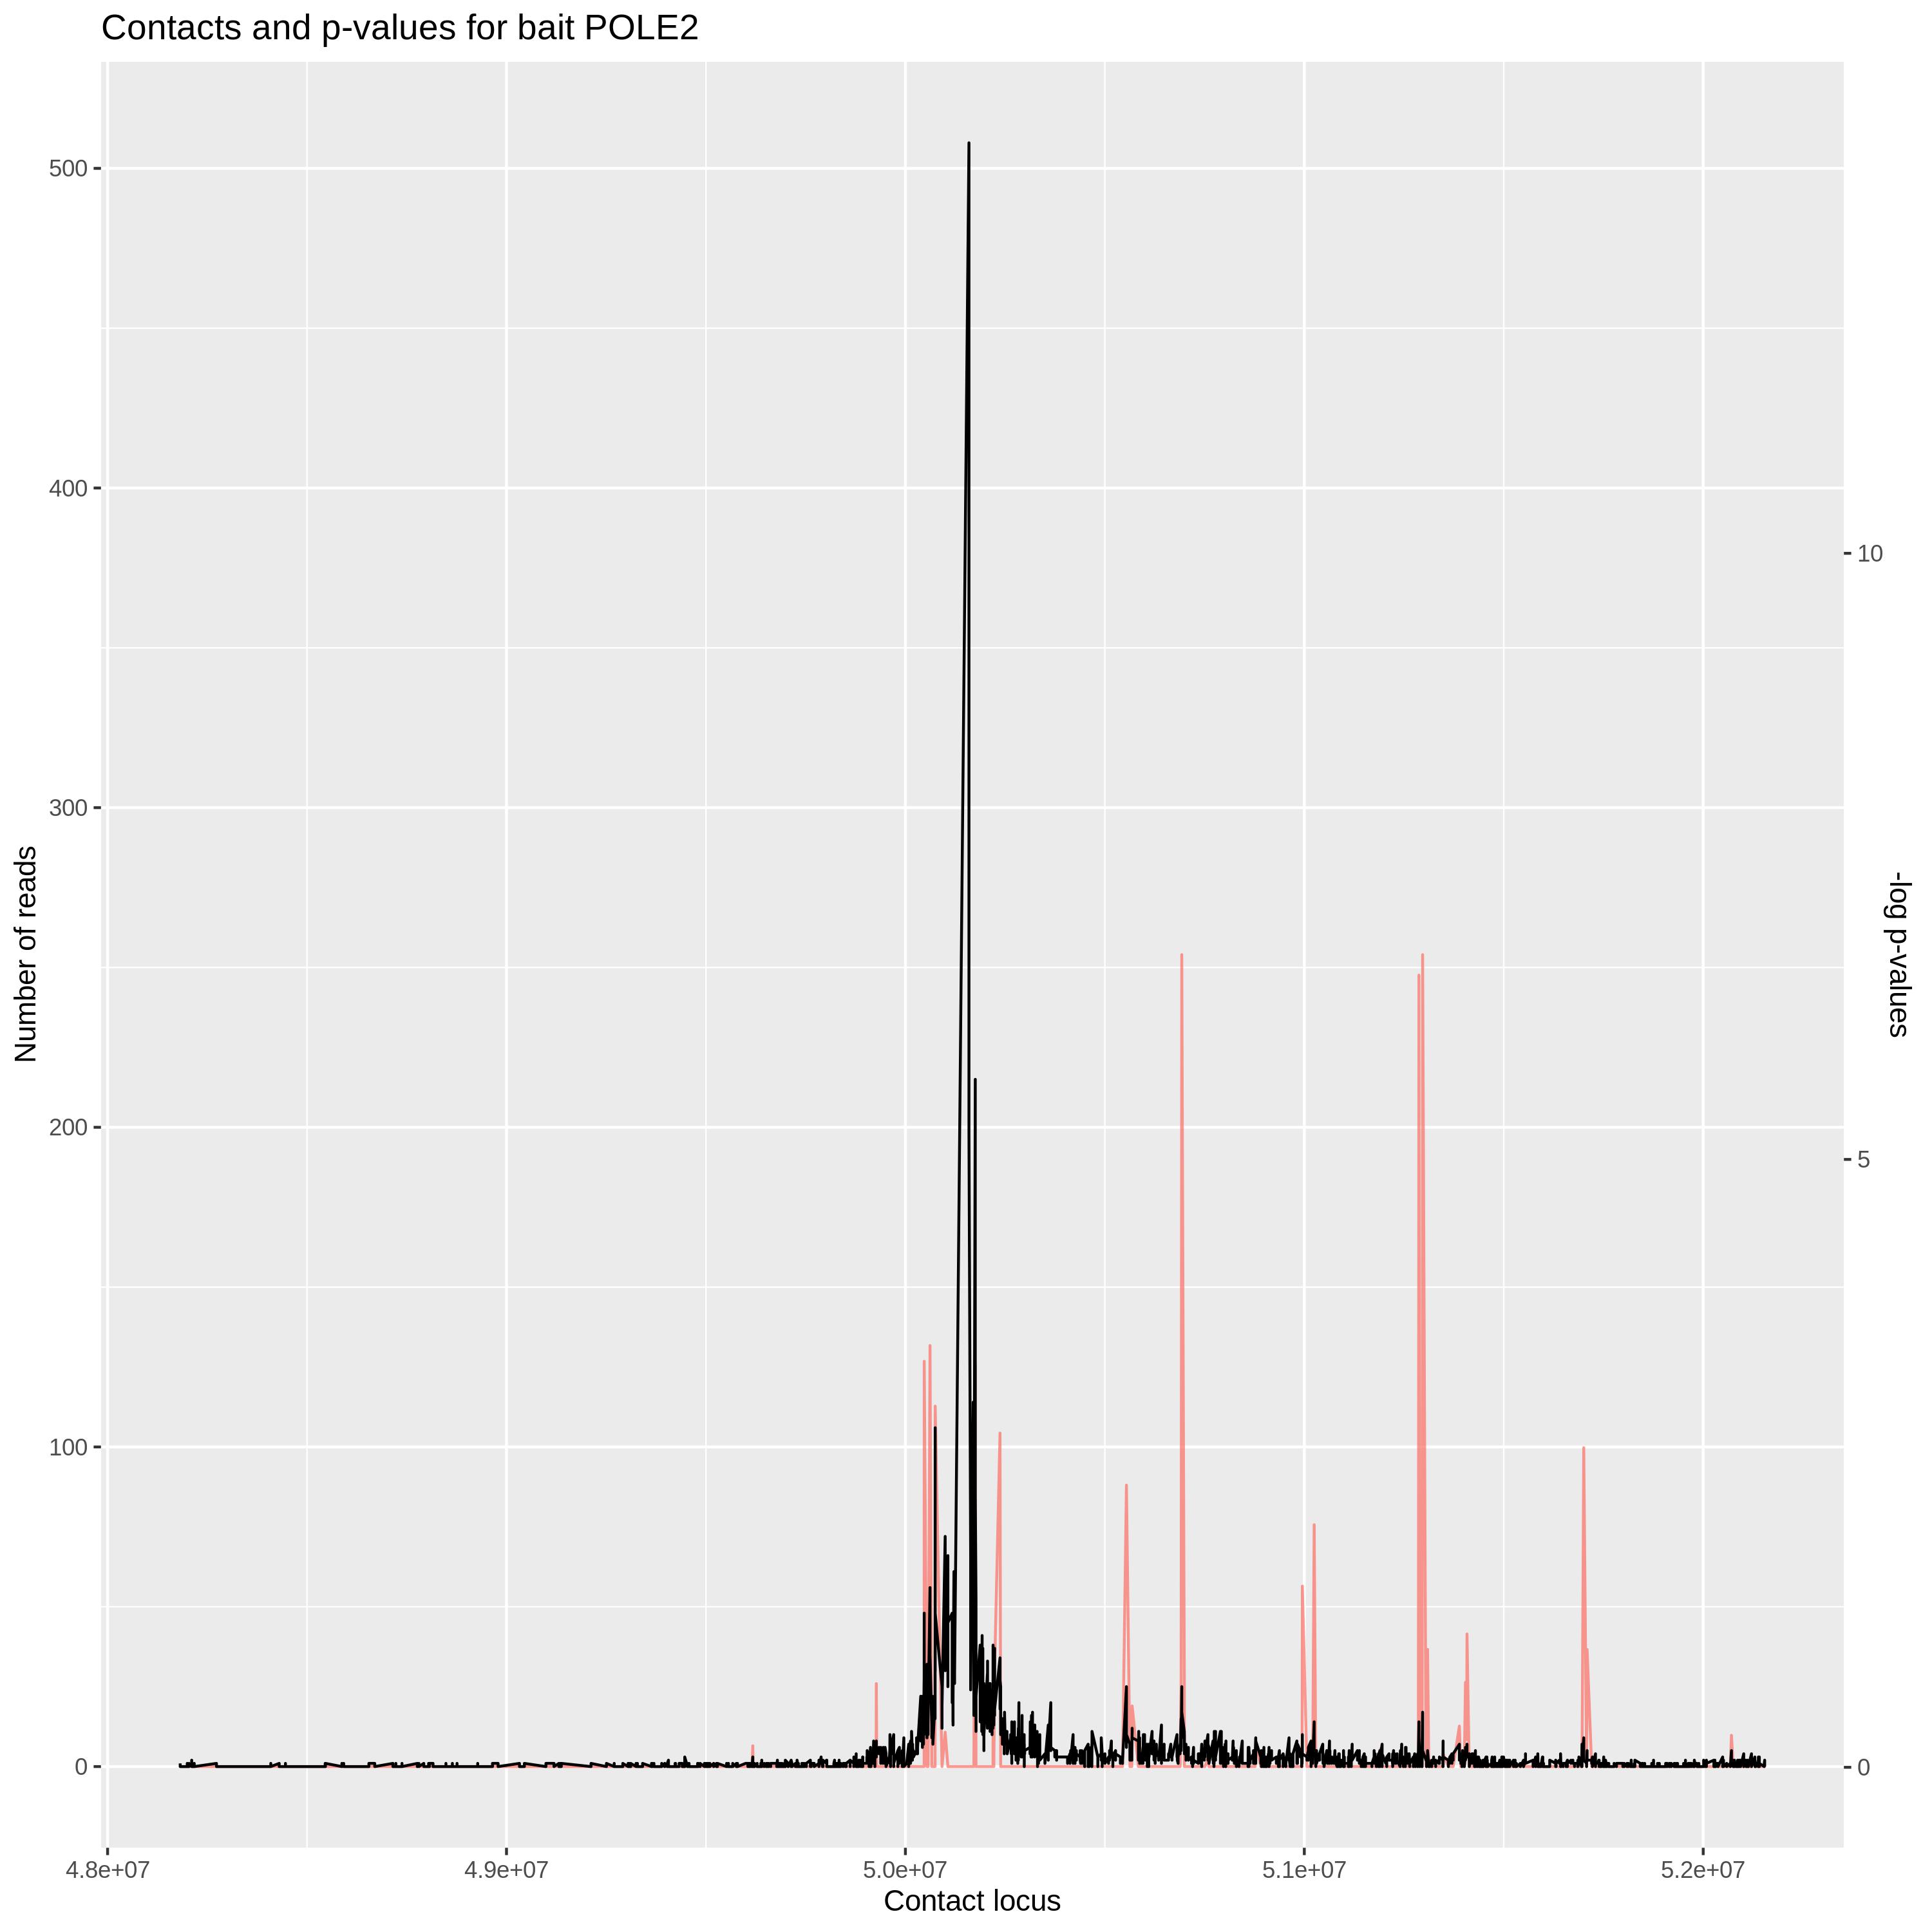 Contacts and p-values for bait POLE2
500
400
300
200
100
0
Number of reads
10
5
0
-log p-values
4.8e+07
4.9e+07
5.0e+07
5.1e+07
5.2e+07
Contact locus